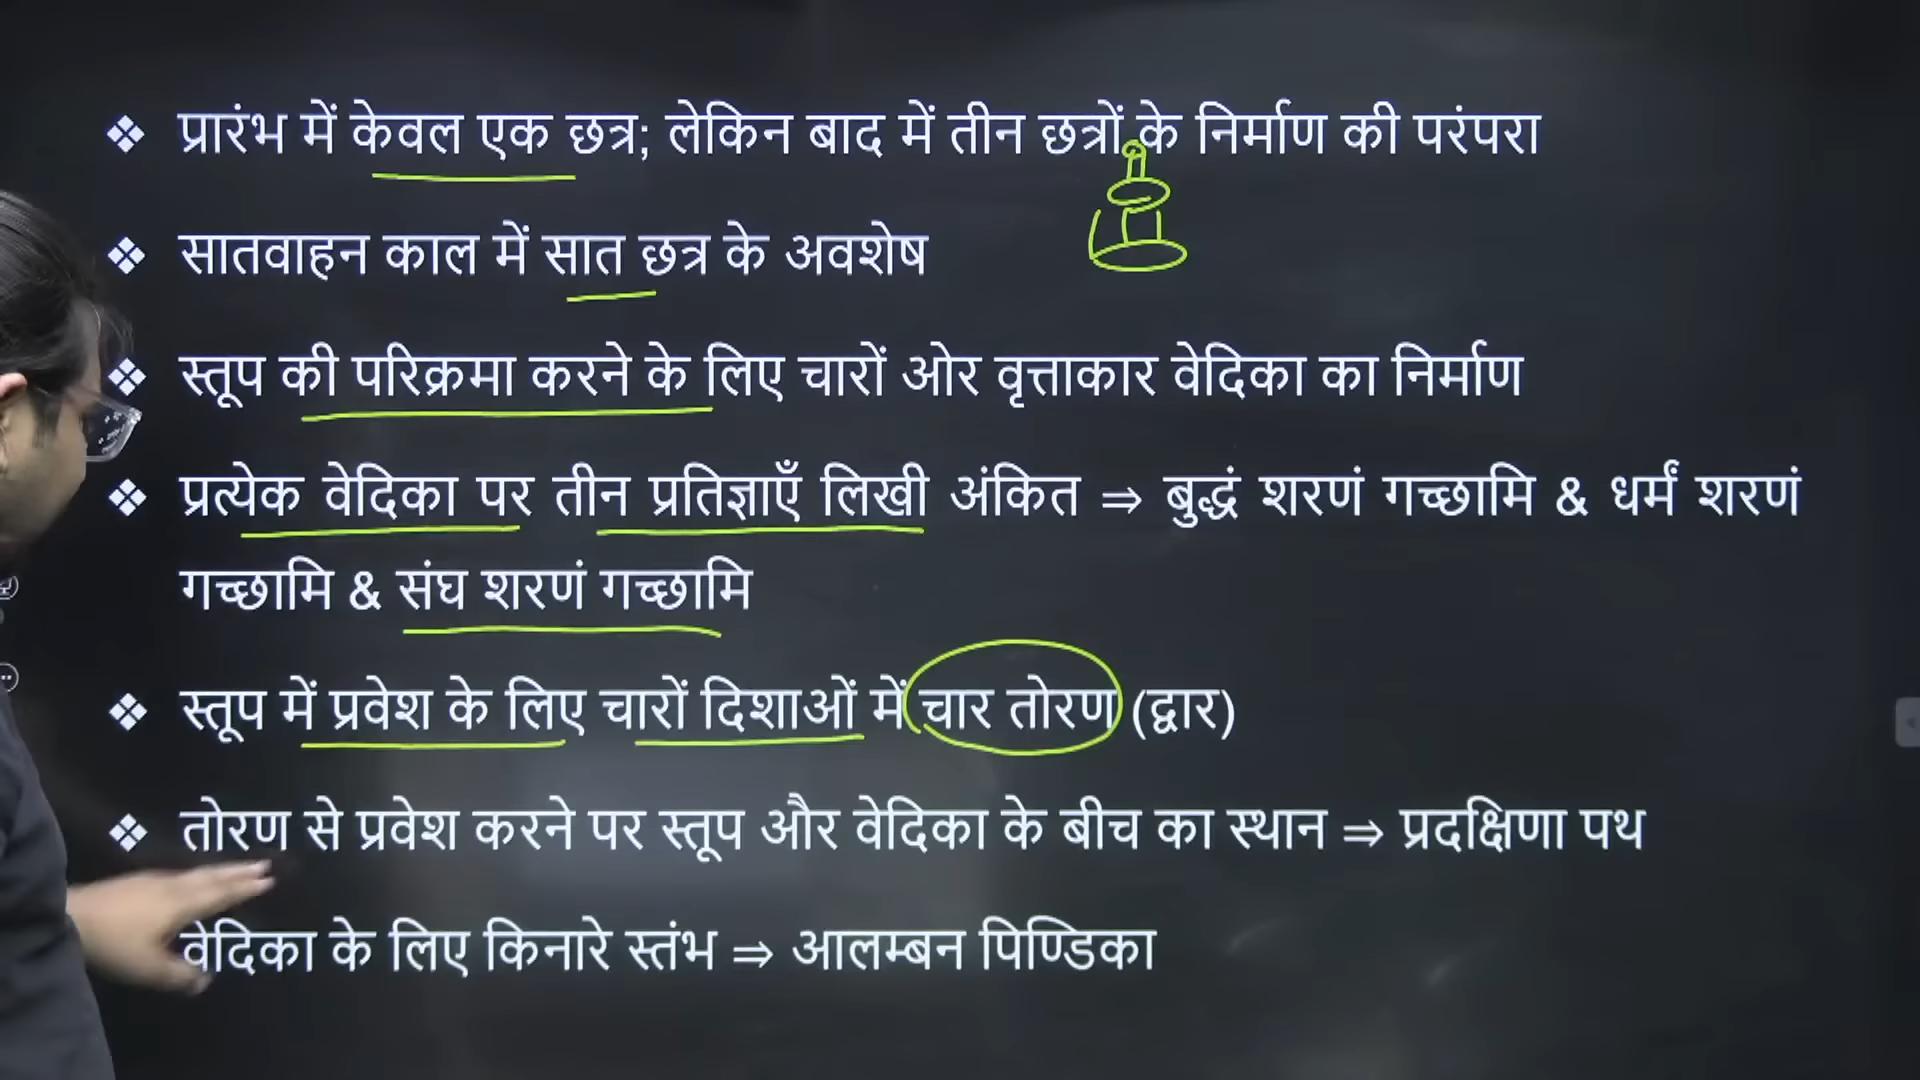 प्रारंभ में केवल एक छत्र; लेकिन बाद में तीन छत्रों के निर्माण की परंपरा
सातवाहन काल में सात छत्र के अवशेष
स्तूप की परिक्रमा करने के लिए चारों ओर वृत्ताकार वेदिका का निर्माण
प्रत्येक वेदिका पर तीन प्रतिज्ञाएँ लिखी अंकित ⇒ बुद्धं शरणं गच्छामि & धर्मं शरणं
गच्छामि & संघ शरणं गच्छामि
स्तूप में प्रवेश के लिए चारों दिशाओं में चार तोरण (द्वार)
तोरण से प्रवेश करने पर स्तूप और वेदिका के बीच का स्थान ⇒ प्रदक्षिणा पथ
वेदिका के लिए किनारे स्तंभ ⇒ आलम्बन पिण्डिका